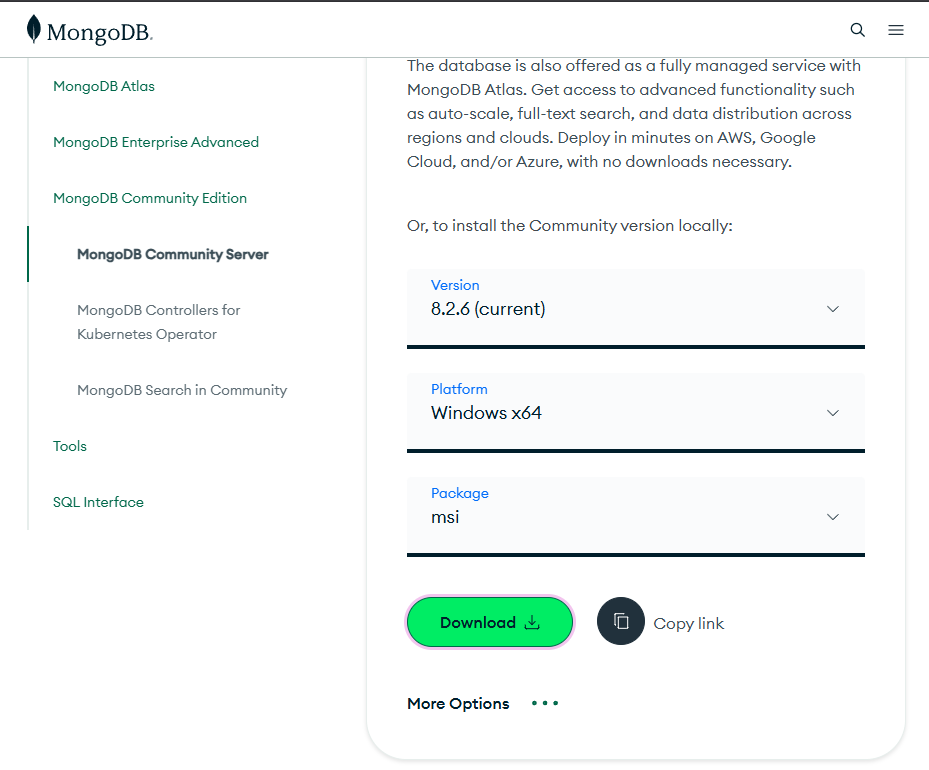 MongoDB.
MongoDB Atlas
MongoDB Enterprise Advanced
MongoDB Community Edition
MongoDB Community Server
MongoDB Controllers for
Kubernetes Operator
MongoDB Search in Community
Tools
SQL Interface
The database is also offered as a fully managed service with
MongoDB Atlas. Get access to advanced functionality such
as auto-scale, full-text search, and data distribution across
regions and clouds. Deploy in minutes on AWS, Google
Cloud, and/or Azure, with no downloads necessary.
Or, to install the Community version locally:
Version
8.2.6 (current)
Platform
Windows x64
Package
msi
Download
Copy link
More Options